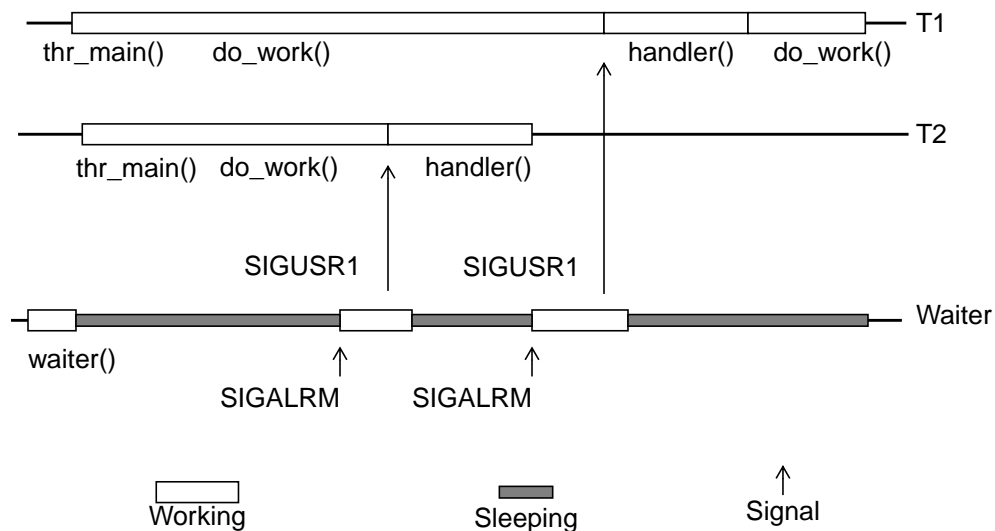 T1
thr_main() do_work() handler() do_work()
T2
thr_main() do_work() handler()
SIGUSR1 SIGUSR1
Waiter
waiter()
SIGALRM SIGALRM
Working Sleeping Signal